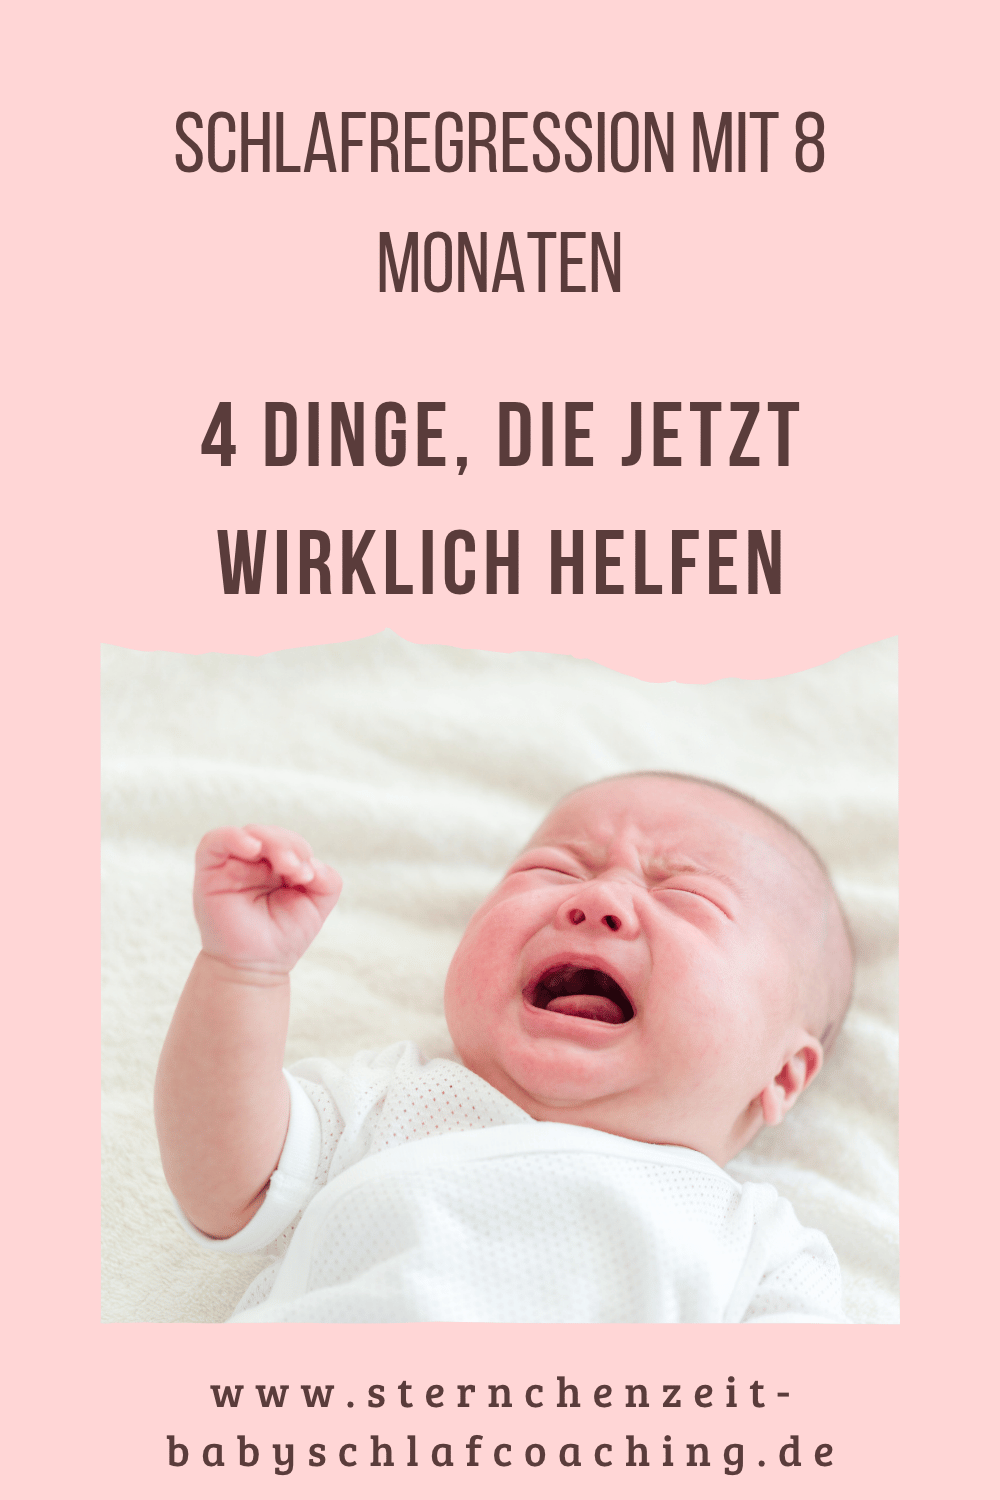 SCHLAFREGRESSION MIT 8
MONATEN
4 DINGE, DIE JETZT
WIRKLICH HELFEN
www.sternchenzeit-
babyschlafcoaching.de